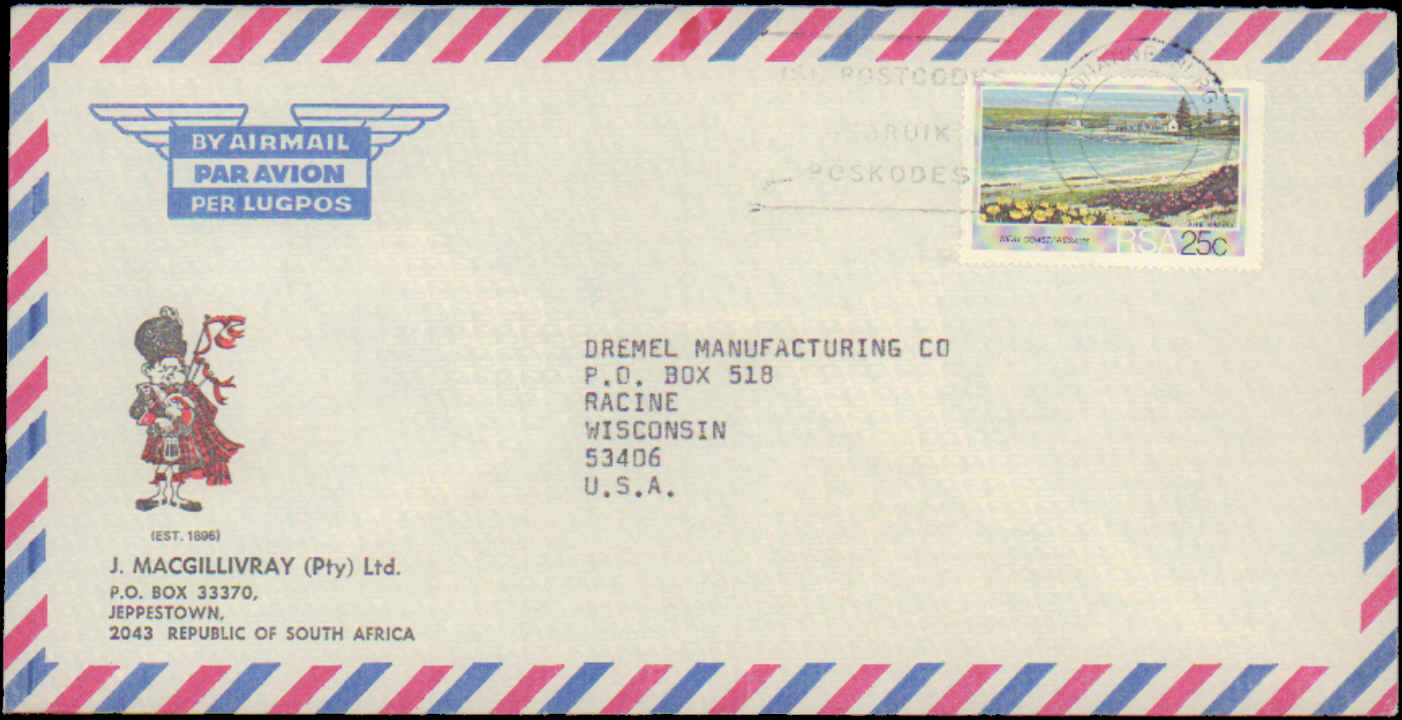 BY AIRMAIL
PAR AVION
PER LUGPOS
POSTCODES
POSKODES
RSA 25c
DREMEL MANUFACTURING CO
P.O. BOX 518
RACINE
WISCONSIN
53406
U.S.A.
(EST. 1896)
J. MACGILLIVRAY (Pty) Ltd.
P.O. BOX 33370,
JEPPESTOWN,
2043 REPUBLIC OF SOUTH AFRICA